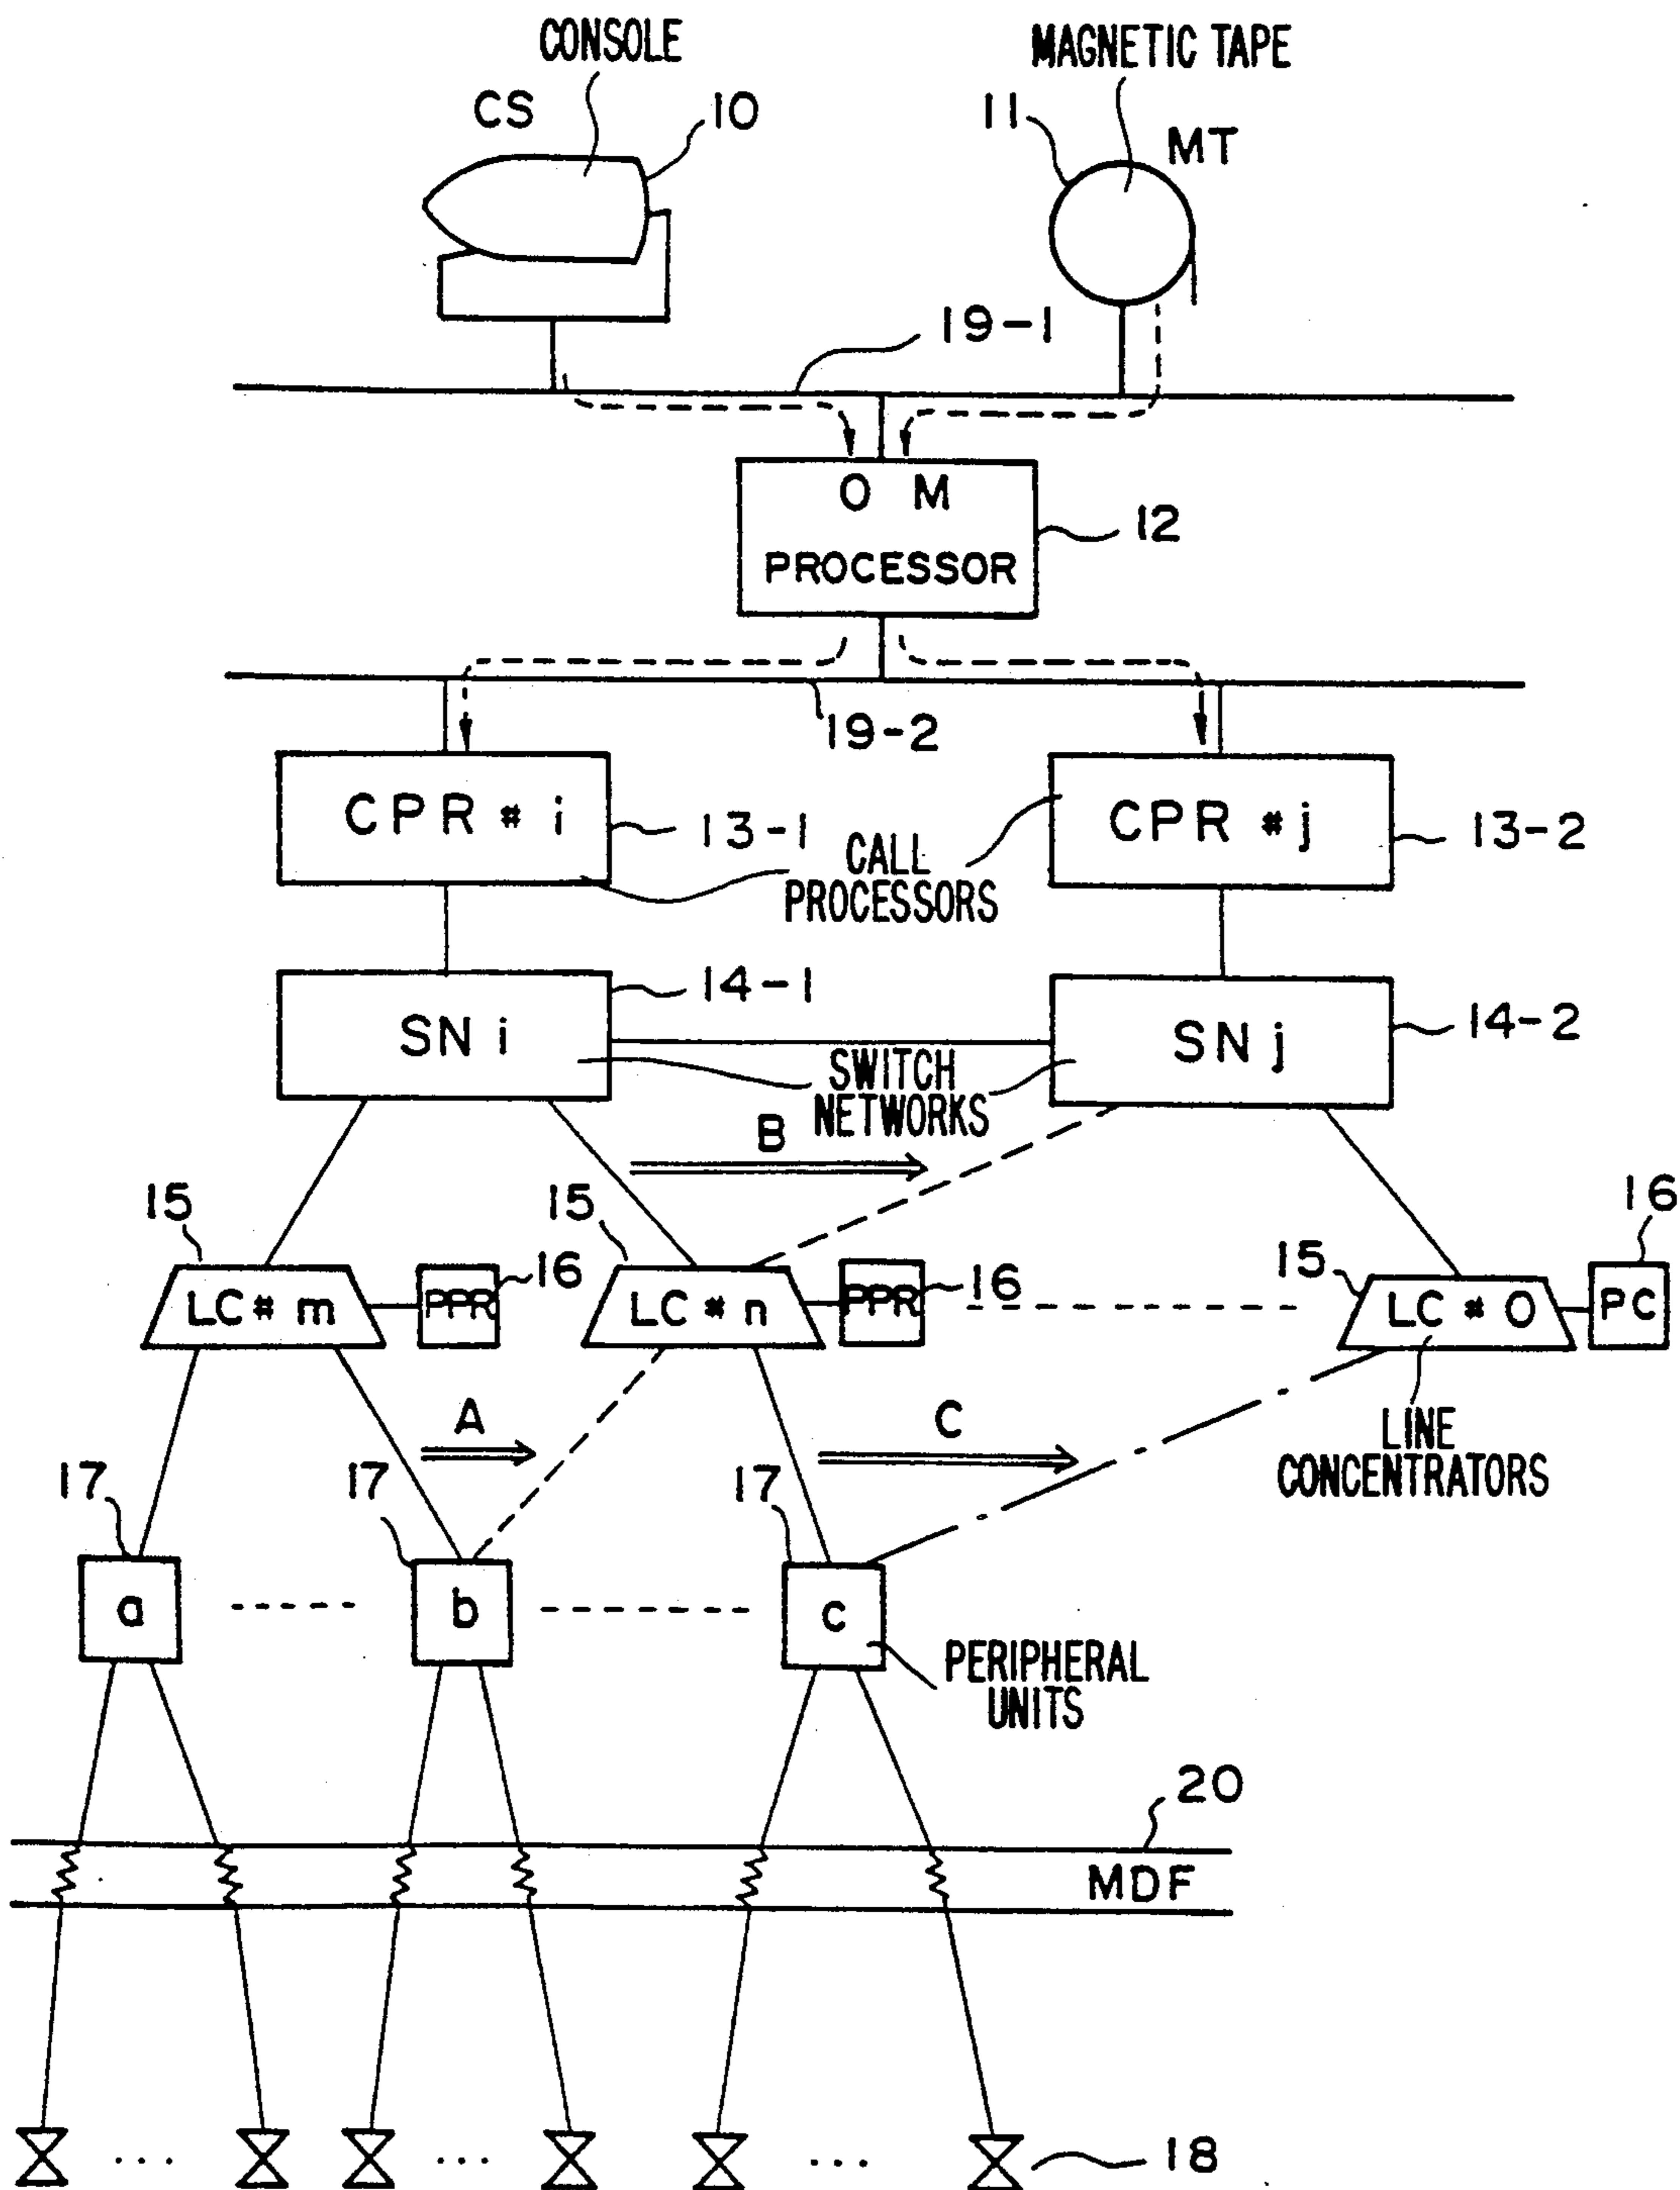 CONSOLE
MAGNETIC TAPE
CS
10
11
MT
19-1
O M
PROCESSOR
12
19-2
CPR # i
13-1
CALL
PROCESSORS
CPR # j
13-2
SN i
14-1
SWITCH
NETWORKS
SN j
14-2
B
15
LC # m
PPR
16
15
LC # n
PPR
16
15
LC # O
PC
16
A
C
LINE
CONCENTRATORS
17
a
17
b
17
c
PERIPHERAL
UNITS
20
MDF
...
...
...
18